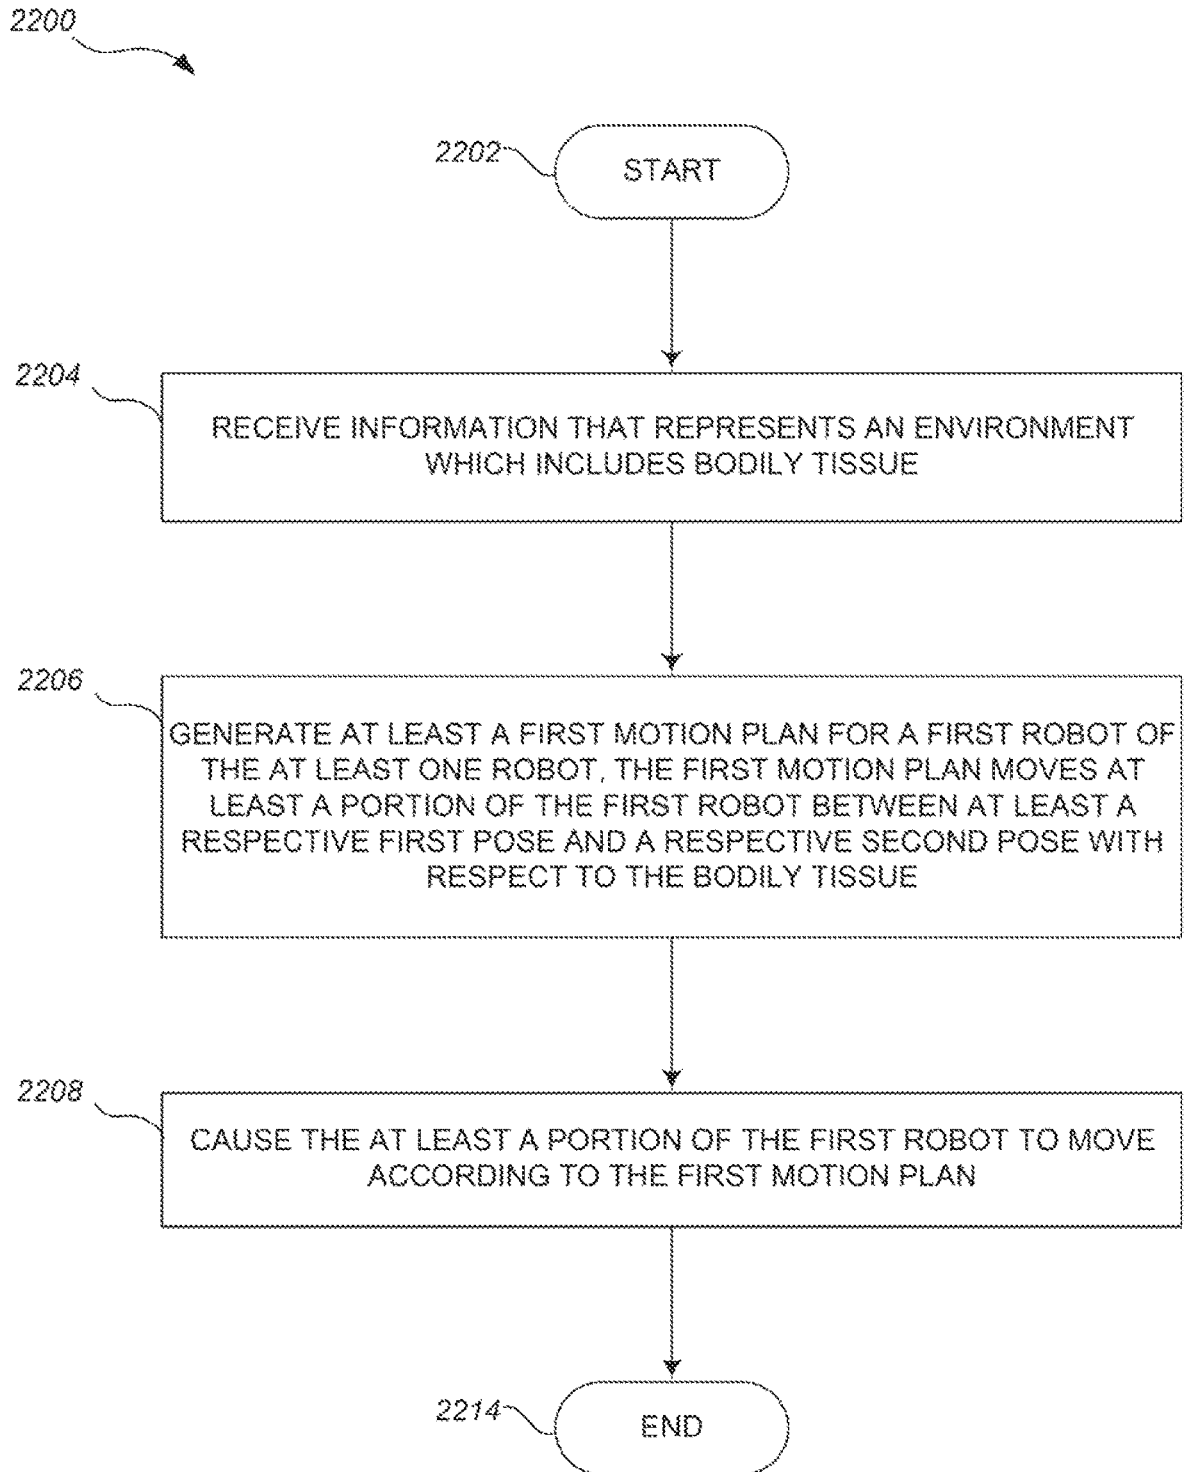 2200
2202
START
2204
RECEIVE INFORMATION THAT REPRESENTS AN ENVIRONMENT
WHICH INCLUDES BODILY TISSUE
2206
GENERATE AT LEAST A FIRST MOTION PLAN FOR A FIRST ROBOT OF
THE AT LEAST ONE ROBOT, THE FIRST MOTION PLAN MOVES AT
LEAST A PORTION OF THE FIRST ROBOT BETWEEN AT LEAST A
RESPECTIVE FIRST POSE AND A RESPECTIVE SECOND POSE WITH
RESPECT TO THE BODILY TISSUE
2208
CAUSE THE AT LEAST A PORTION OF THE FIRST ROBOT TO MOVE
ACCORDING TO THE FIRST MOTION PLAN
2214
END